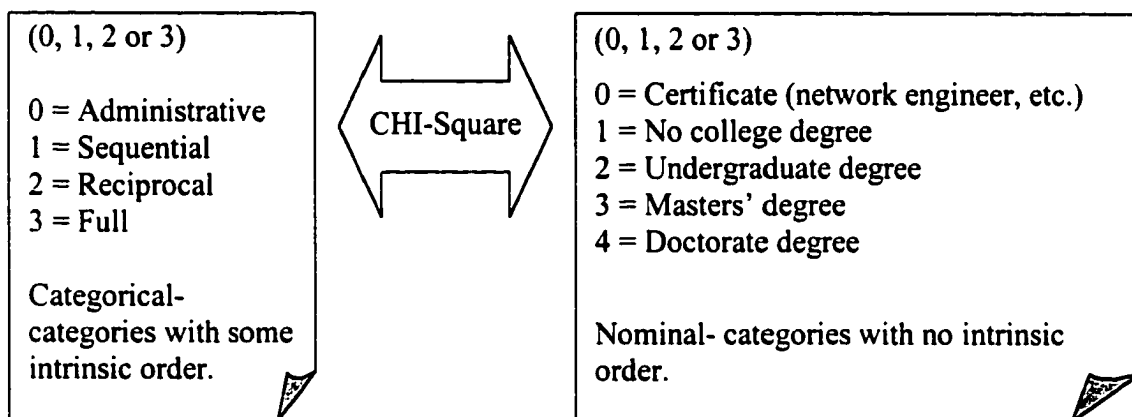 (0, 1, 2 or 3)
0 = Administrative
1 = Sequential
2 = Reciprocal
3 = Full
Categorical-
categories with some
intrinsic order.
CHI-Square
(0, 1, 2 or 3)
0 = Certificate (network engineer, etc.)
1 = No college degree
2 = Undergraduate degree
3 = Masters' degree
4 = Doctorate degree
Nominal- categories with no intrinsic
order.